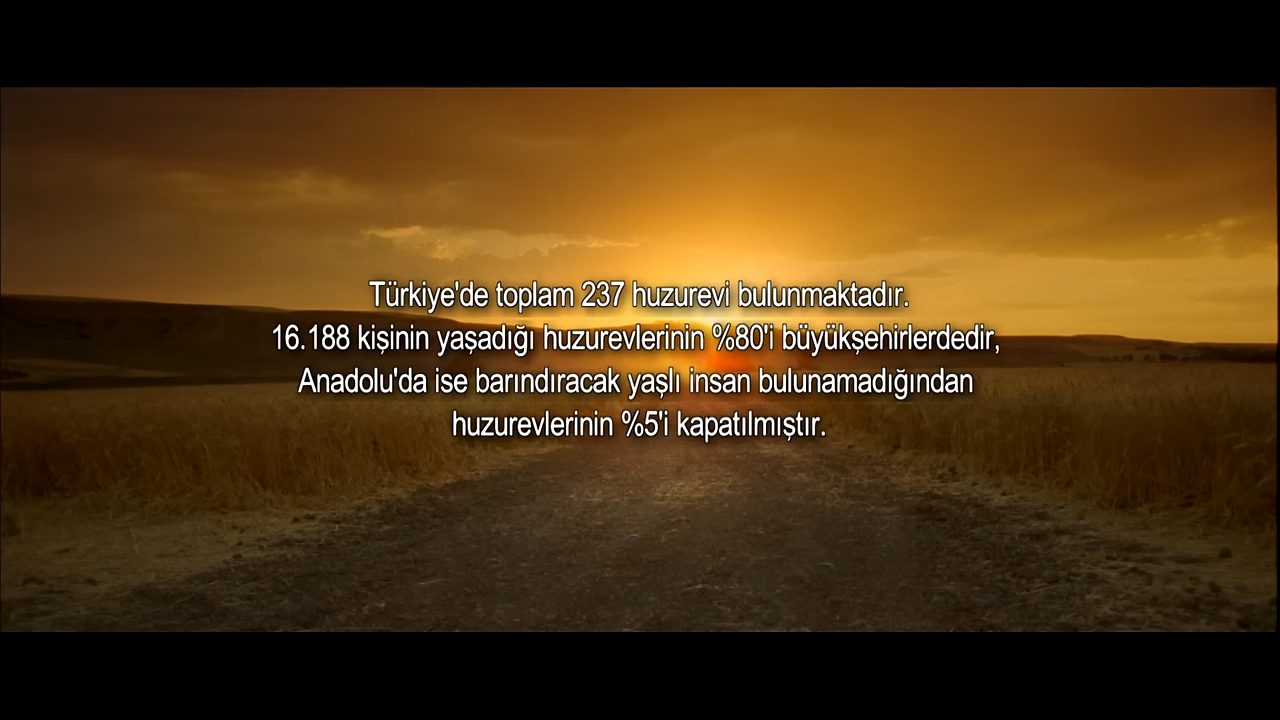 Türkiye'de toplam 237 huzurevi bulunmaktadır.
16.188 kişinin yaşadığı huzurevlerinin %80'i büyükşehirlerdedir,
Anadolu'da ise barındıracak yaşlı insan bulunamadığından
huzurevlerinin %5'i kapatılmıştır.